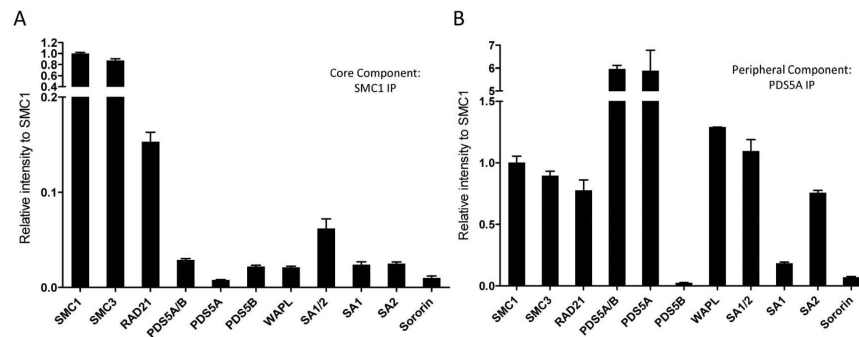 A
Relative intensity to SMC1
1.2
1.0
0.8
0.6
0.4
0.2
0.1
0.0
Core Component:
SMC1 IP
SMC1
SMC3
RAD21
PDS5A/B
PDS5A
PDS5B
WAPL
SA1/2
SA1
SA2
Sororin
B
Relative intensity to SMC1
7
6
5
1.5
1.0
0.5
0.0
Peripheral Component:
PDS5A IP
SMC1
SMC3
RAD21
PDS5A/B
PDS5A
PDS5B
WAPL
SA1/2
SA1
SA2
Sororin